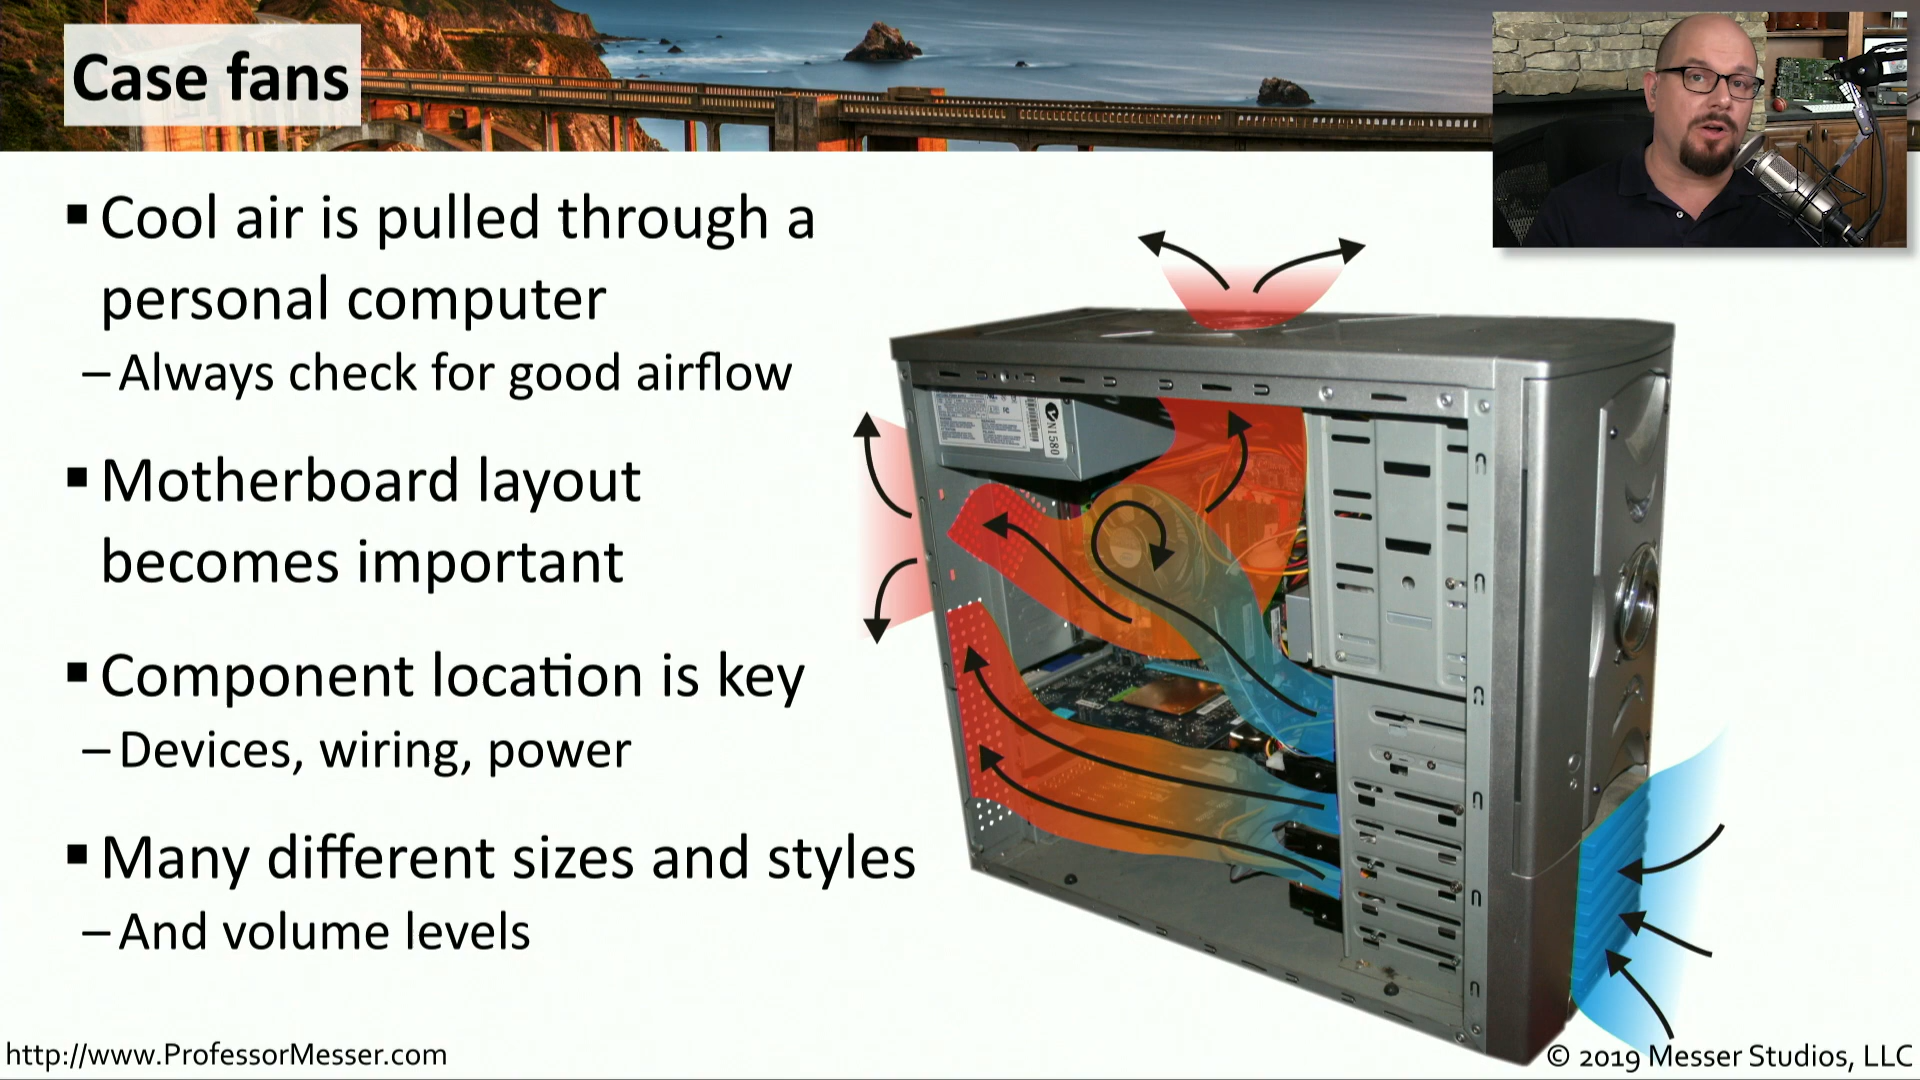 Case fans
▪ Cool air is pulled through a
personal computer
– Always check for good airflow
▪ Motherboard layout
becomes important
▪ Component location is key
– Devices, wiring, power
▪ Many different sizes and styles
– And volume levels
N1580
http://www.ProfessorMesser.com
© 2019 Messer Studios, LLC